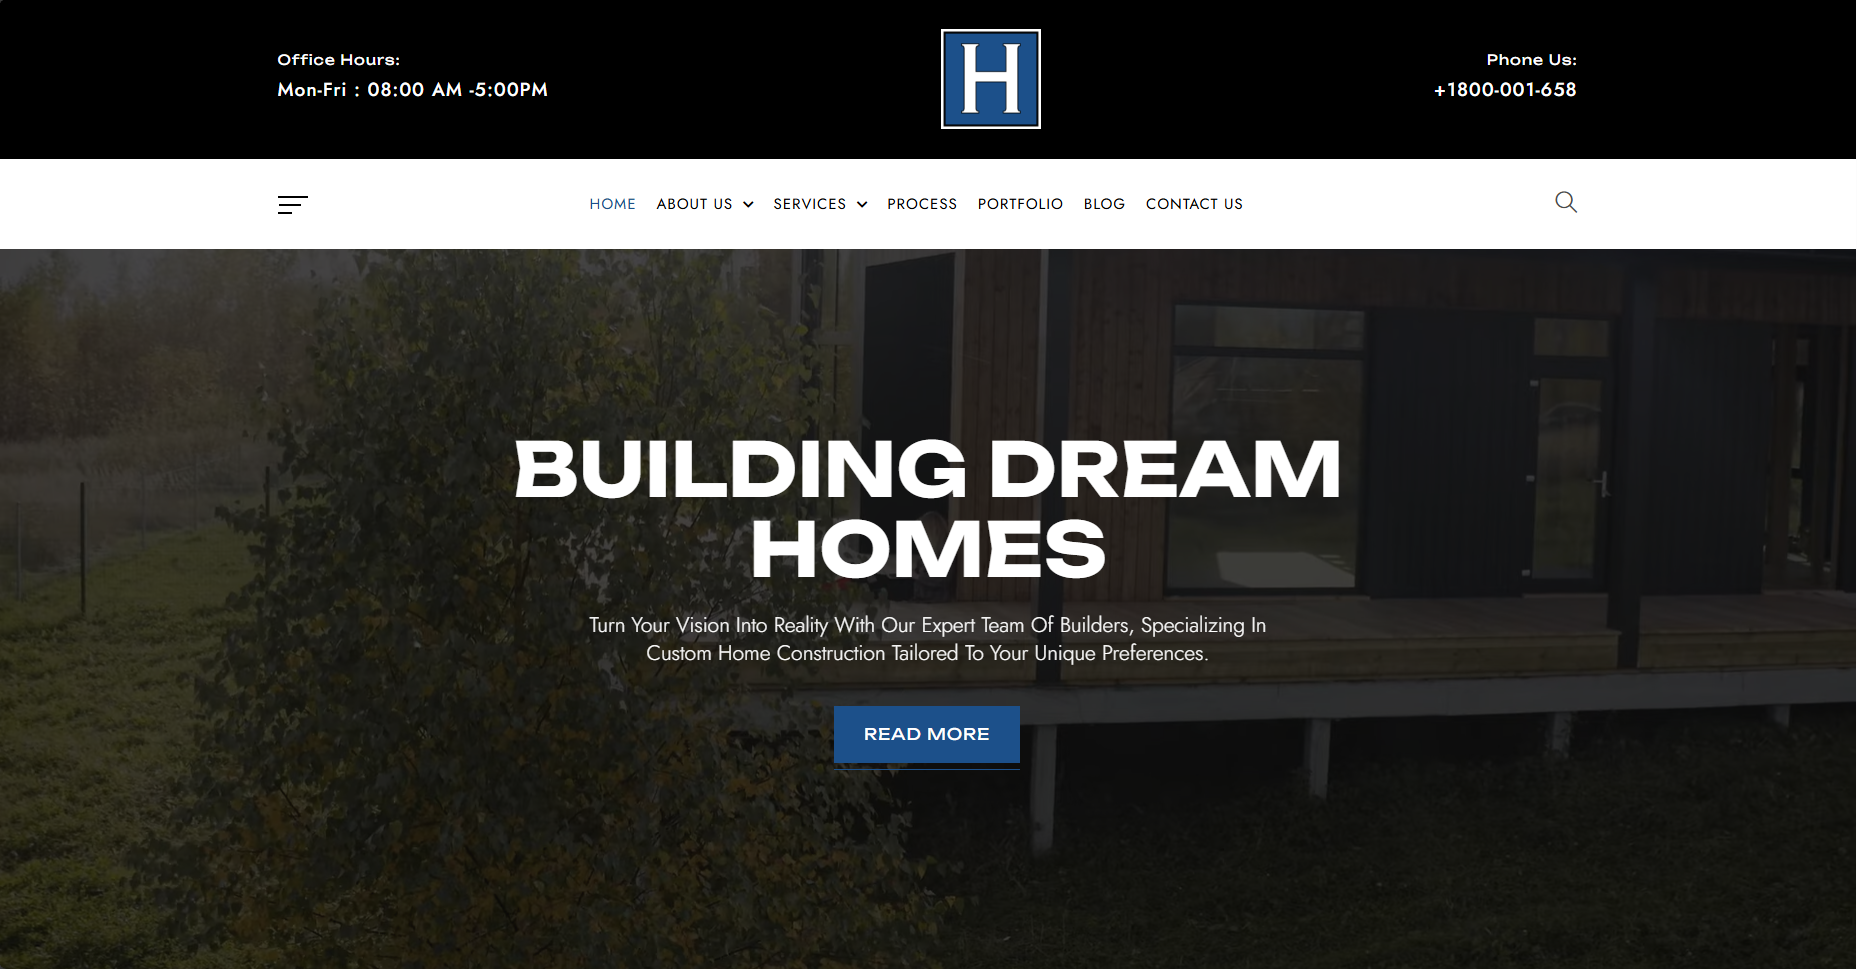 Office Hours:
Mon-Fri : 08:00 AM -5:00PM
H
Phone Us:
+1800-001-658
HOME ABOUT US SERVICES PROCESS PORTFOLIO BLOG CONTACT US
BUILDING DREAM
HOMES
Turn Your Vision Into Reality With Our Expert Team Of Builders, Specializing In
Custom Home Construction Tailored To Your Unique Preferences.
READ MORE